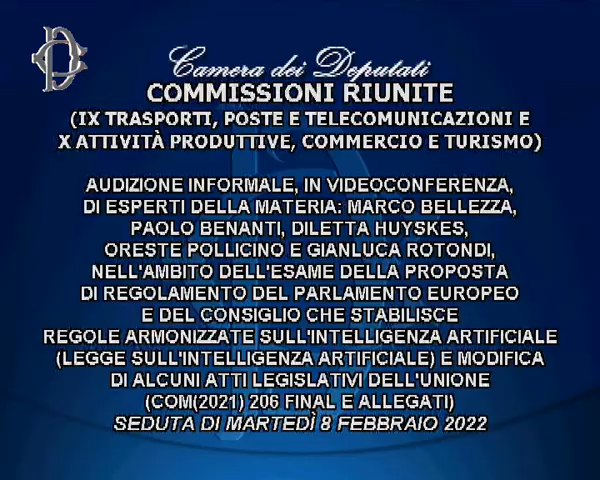 Camera dei Deputati
COMMISSIONI RIUNITE
(IX TRASPORTI, POSTE E TELECOMUNICAZIONI E
X ATTIVITÀ PRODUTTIVE, COMMERCIO E TURISMO)
AUDIZIONE INFORMALE, IN VIDEOCONFERENZA,
DI ESPERTI DELLA MATERIA: MARCO BELLEZZA,
PAOLO BENANTI, DILETTA HUYSKES,
ORESTE POLLICINO E GIANLUCA ROTONDI,
NELL'AMBITO DELL'ESAME DELLA PROPOSTA
DI REGOLAMENTO DEL PARLAMENTO EUROPEO
E DEL CONSIGLIO CHE STABILISCE
REGOLE ARMONIZZATE SULL'INTELLIGENZA ARTIFICIALE
(LEGGE SULL'INTELLIGENZA ARTIFICIALE) E MODIFICA
DI ALCUNI ATTI LEGISLATIVI DELL'UNIONE
(COM(2021) 206 FINAL E ALLEGATI)
SEDUTA DI MARTEDÌ 8 FEBBRAIO 2022